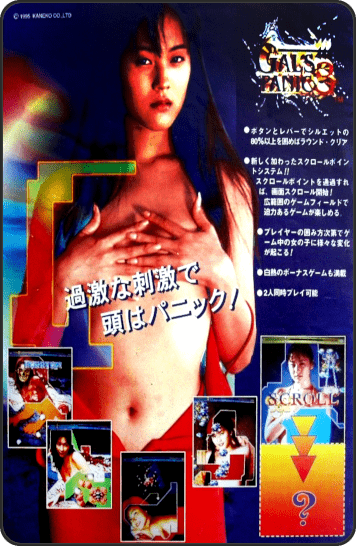 © 1995 KANEKO CO.,LTD
GALS PANIC 3
●ボタンとレバーでシルエットの
80%以上を囲めばラウンド・クリア
●新しく加わったスクロールポイン
トシステム!!
スクロールポイントを通過すれ
ば、画面スクロール開始!
広範囲のゲームフィールドで
迫力あるゲームが楽しめる
●プレイヤーの囲み方次第でゲ
ーム中の女の子に様々な変化
が起こる!
●白熱のボーナスゲームも満載
●2人同時プレイ可能
過激な刺激で
頭はパニック!
SCROLL
?